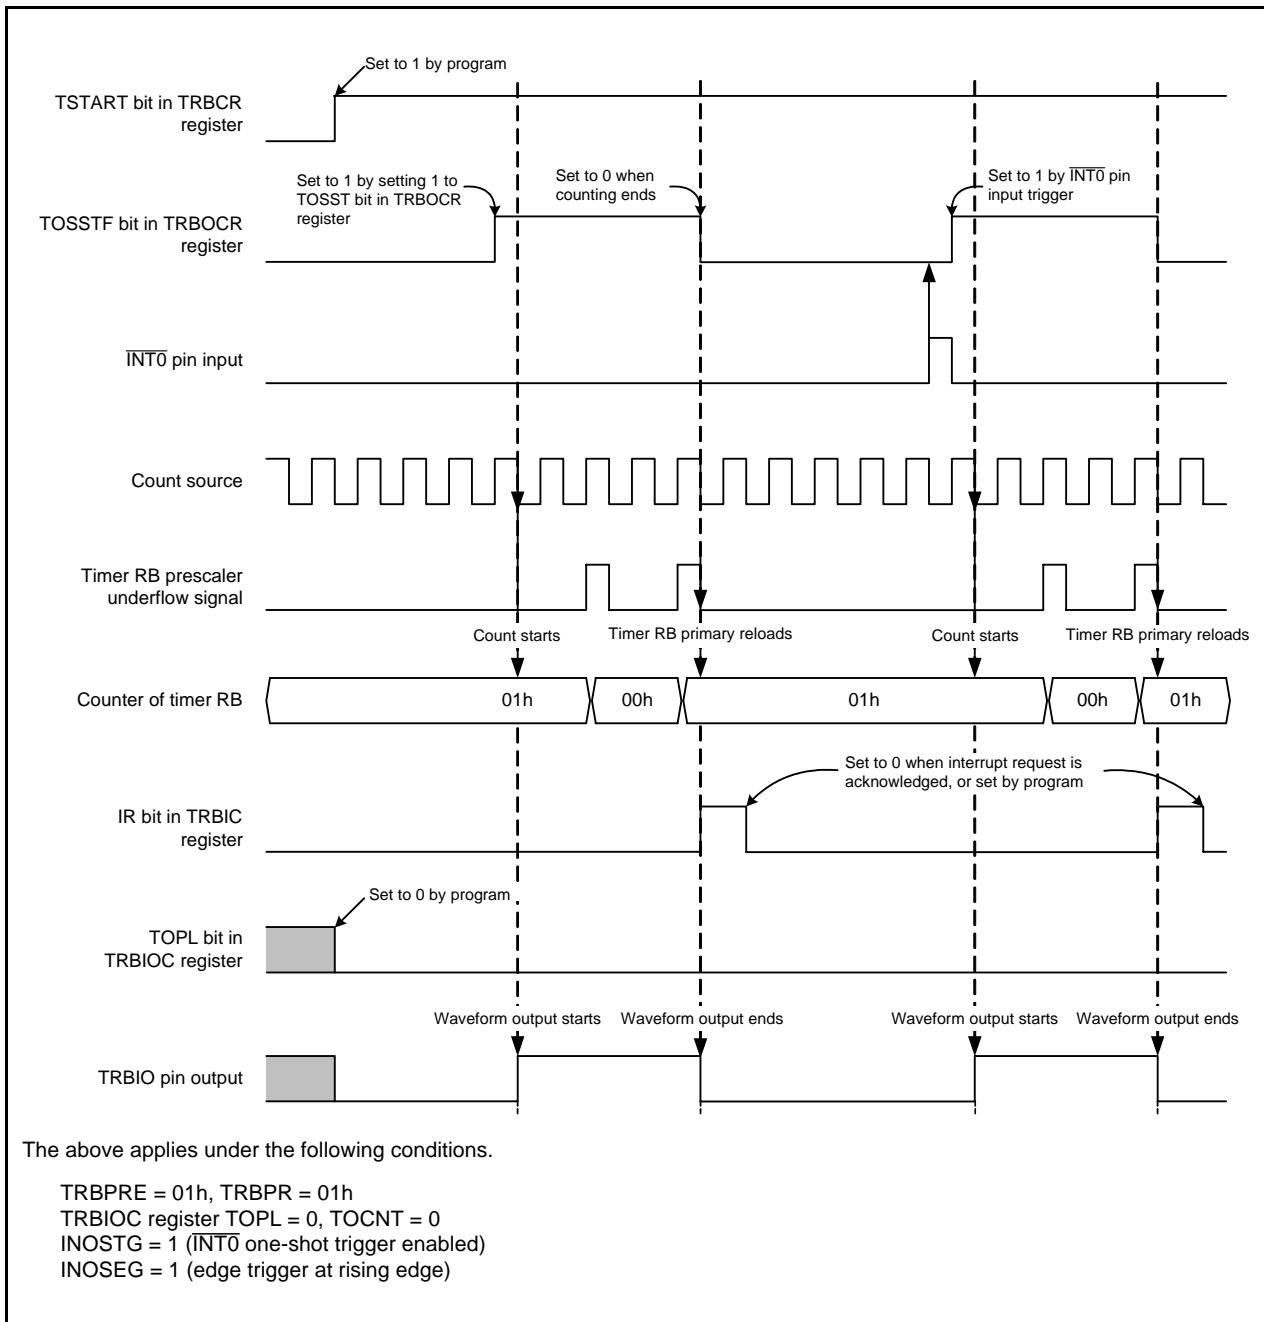 Set to 1 by program
TSTART bit in TRBCR
register
Set to 1 by setting 1 to
TOSST bit in TRBOCR
register
Set to 0 when
counting ends
Set to 1 by INT0 pin
input trigger
TOSSTF bit in TRBOCR
register
INT0 pin input
Count source
Timer RB prescaler
underflow signal
Count starts
Timer RB primary reloads
Count starts
Timer RB primary reloads
Counter of timer RB
01h
00h
01h
00h
01h
Set to 0 when interrupt request is
acknowledged, or set by program
IR bit in TRBIC
register
Set to 0 by program
TOPL bit in
TRBIOC register
Waveform output starts
Waveform output ends
Waveform output starts
Waveform output ends
TRBIO pin output
The above applies under the following conditions.
TRBPRE = 01h, TRBPR = 01h
TRBIOC register TOPL = 0, TOCNT = 0
INOSTG = 1 (INT0 one-shot trigger enabled)
INOSEG = 1 (edge trigger at rising edge)